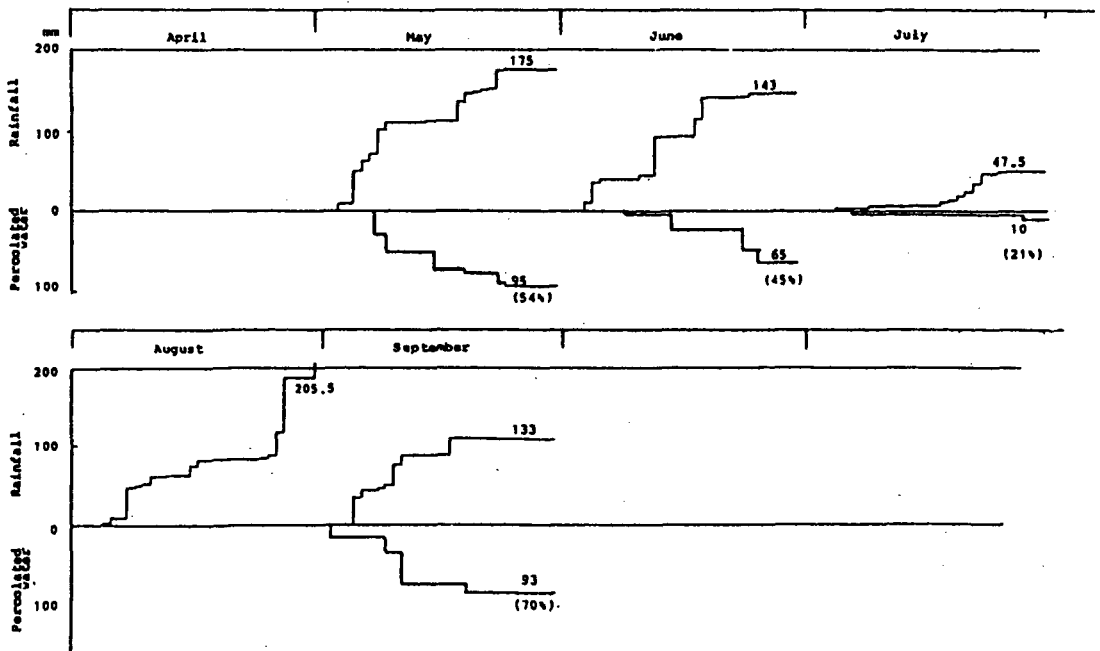 mm
April May June July
200
175
143
Rainfall
100
47.5
0
Percolated
water
10
95
65
(21%)
100
(54%)
(45%)
August September
200
205.5
133
Rainfall
100
0
Percolated
water
93
100
(70%).